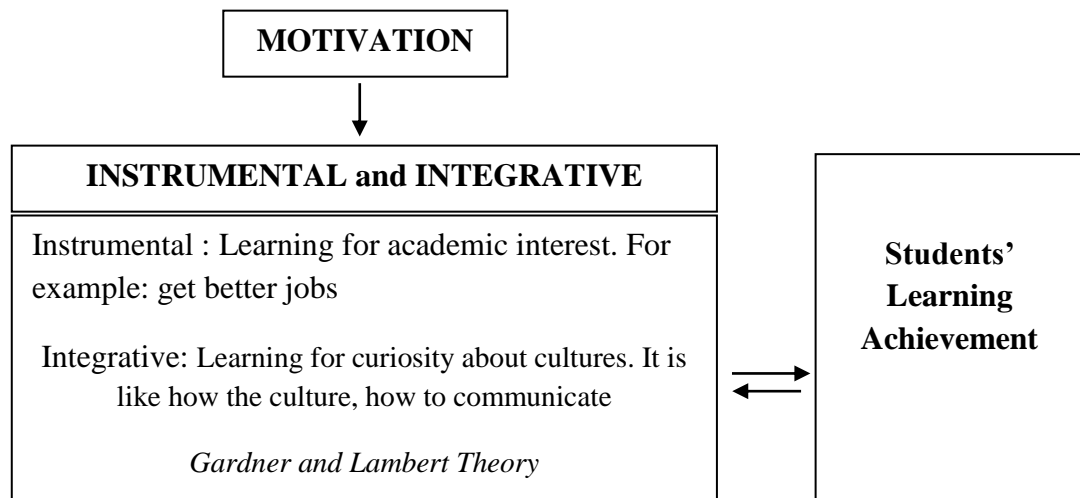 MOTIVATION
INSTRUMENTAL and INTEGRATIVE
Instrumental : Learning for academic interest. For
example: get better jobs
Integrative: Learning for curiosity about cultures. It is
like how the culture, how to communicate
Gardner and Lambert Theory
Students’
Learning
Achievement